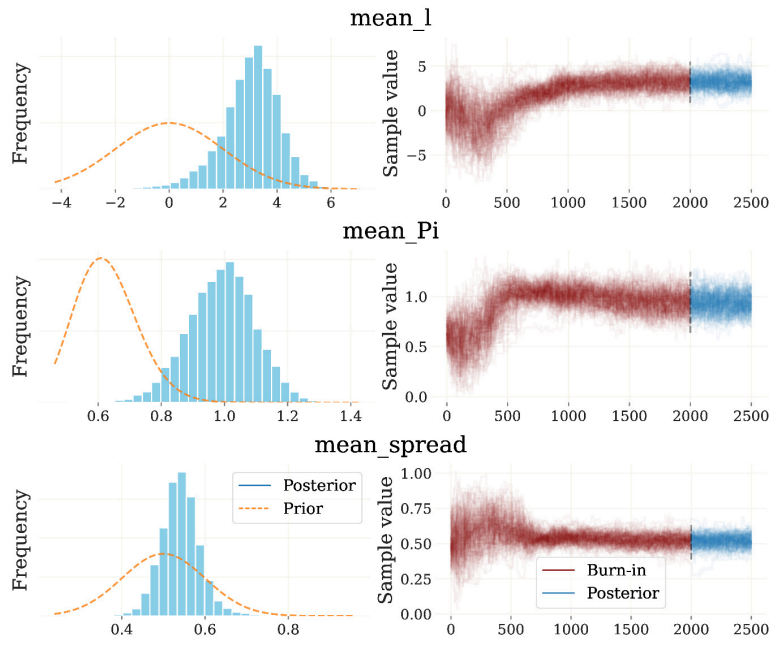 mean_l
Frequency
−4 −2 0 2 4 6
Sample value
5
0
−5
0 500 1000 1500 2000 2500
mean_Pi
Frequency
0.6 0.8 1.0 1.2 1.4
Sample value
1.0
0.5
0.0
0 500 1000 1500 2000 2500
mean_spread
Frequency
Posterior
Prior
0.4 0.6 0.8
Sample value
1.00
0.75
0.50
0.25
0.00
Burn-in
Posterior
0 500 1000 1500 2000 2500